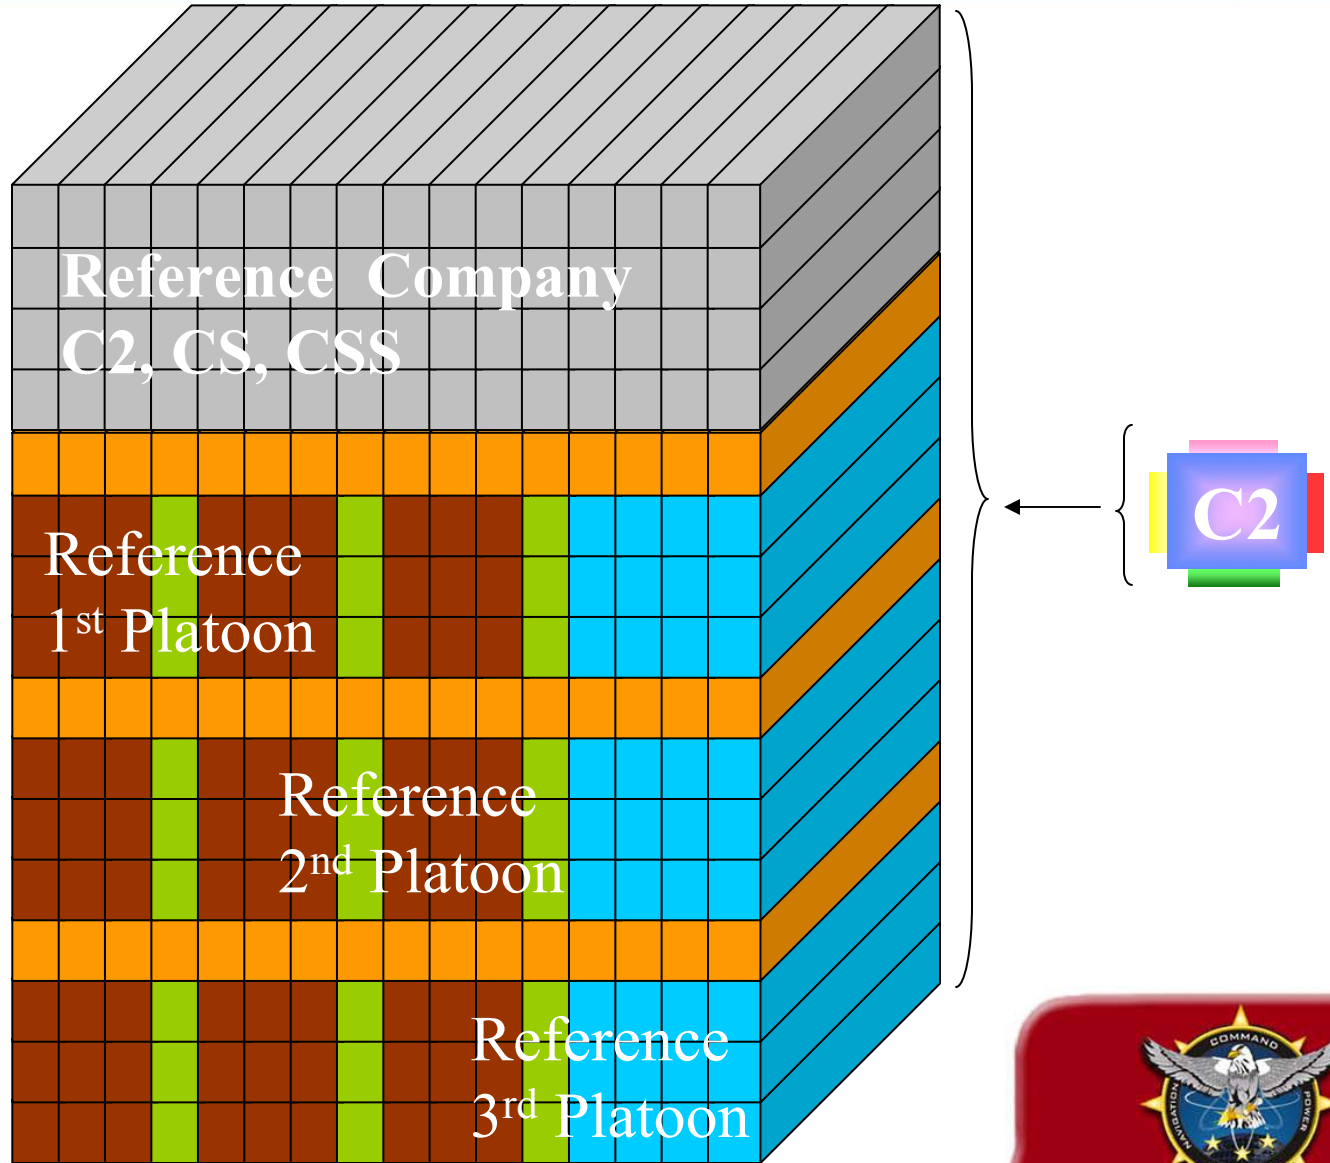 Reference Company
C2, CS, CSS
Reference
1st Platoon
Reference
2nd Platoon
Reference
3rd Platoon
C2
COMMAND
NAVIGATION
POWER